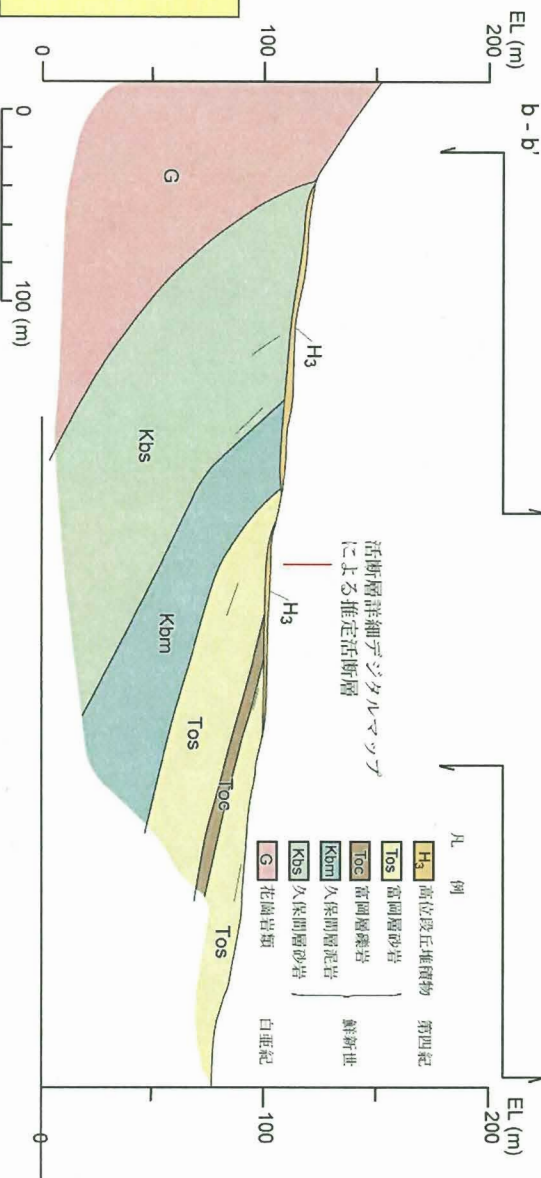 b - b'
EL (m)
200
100
0
EL (m)
200
100
0
0
100 (m)
活断層詳細デジタルマップ
による推定活断層
凡 例
H3 高位段丘堆積物 第四紀
Tos 富岡層砂岩
Toc 富岡層礫岩
Kbm 久保間層泥岩
Kbs 久保間層砂岩
鮮新世
G 花崗岩類 白亜紀
G
Kbs
H3
Kbm
Tos
H3
Toc
Tos